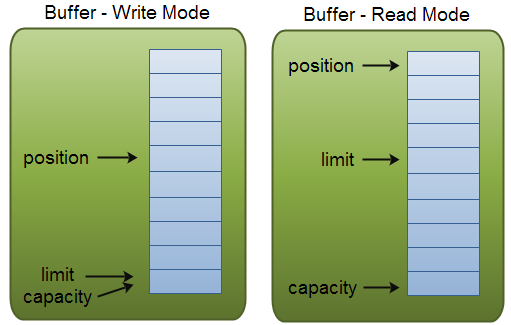 Buffer - Write Mode
position
limit
capacity
Buffer - Read Mode
position
limit
capacity